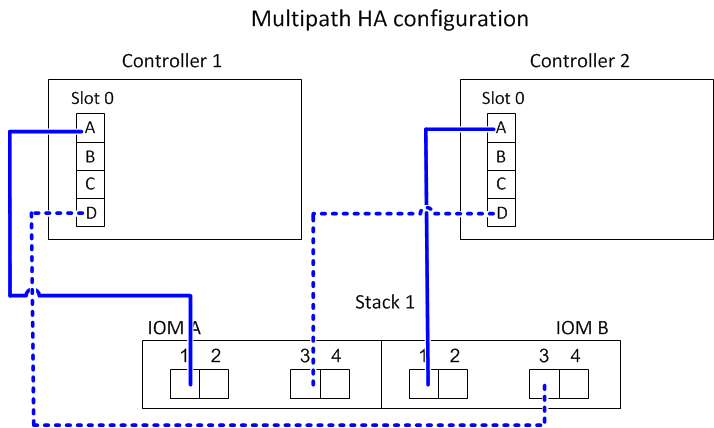 Multipath HA configuration
Controller 1
Controller 2
Slot 0
Slot 0
A
B
C
D
A
B
C
D
Stack 1
IOM A
IOM B
1 2
3 4
1 2
3 4